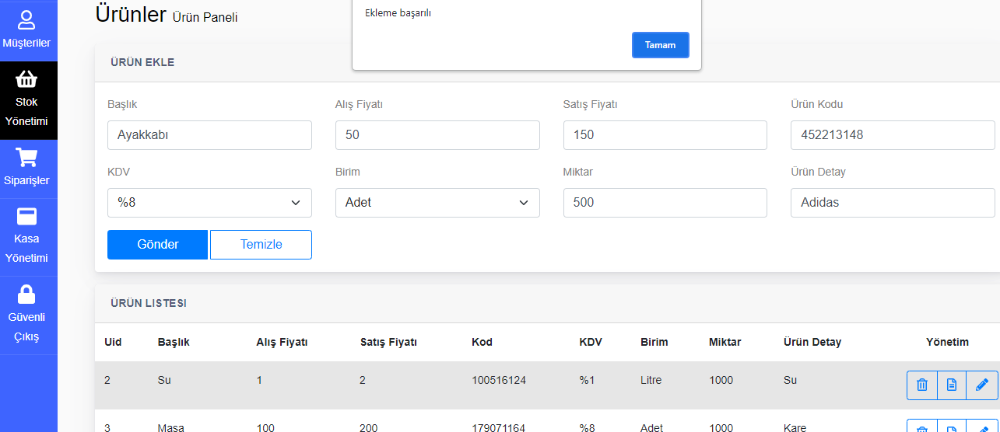 Müşteriler
Stok
Yönetimi
Siparişler
Kasa
Yönetimi
Güvenli
Çıkış
Ürünler Ürün Paneli
Ekleme başarılı
Tamam
ÜRÜN EKLE
Başlık Alış Fiyatı Satış Fiyatı Ürün Kodu
Ayakkabı 50 150 452213148
KDV Birim Miktar Ürün Detay
%8 Adet 500 Adidas
Gönder Temizle
ÜRÜN LISTESI
Uid Başlık Alış Fiyatı Satış Fiyatı Kod KDV Birim Miktar Ürün Detay Yönetim
2 Su 1 2 100516124 %1 Litre 1000 Su
3 Masa 100 200 179071164 %8 Adet 1000 Kare